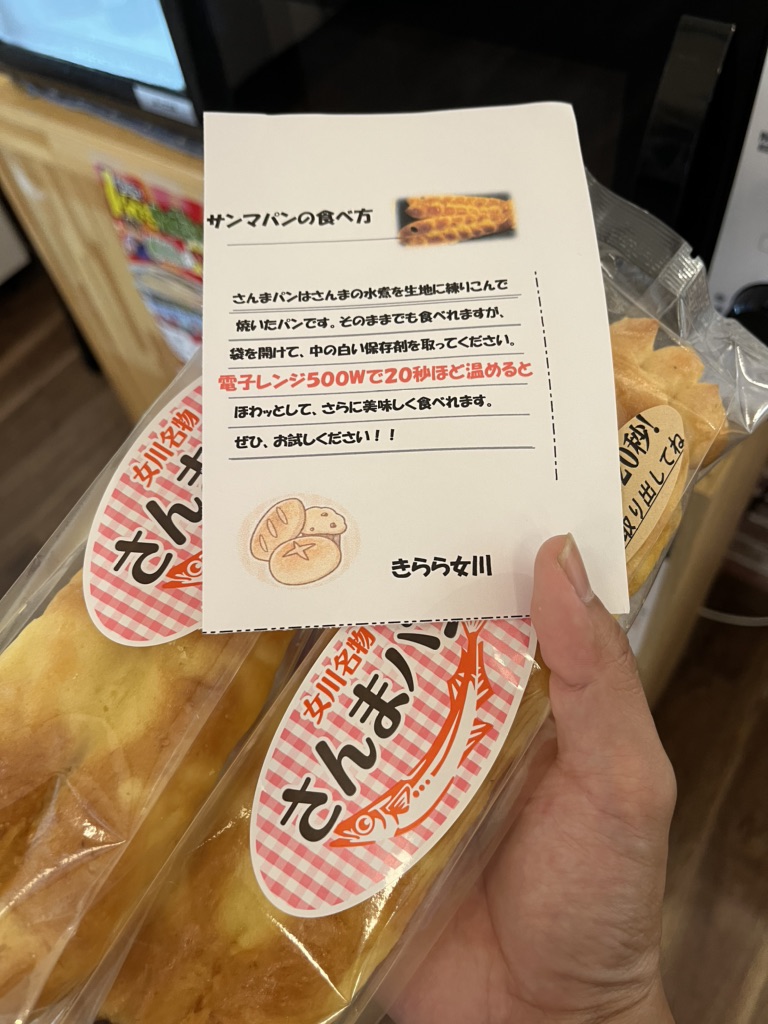 サンマパンの食べ方
さんまパンはさんまの水煮を生地に練りこんで
焼いたパンです。そのままでも食べれますが、
袋を開けて、中の白い保存剤を取ってください。
電子レンジ500Wで20秒ほど温めると
ほわッとして、さらに美味しく食べれます。
ぜひ、お試しください！！
きらら女川
女川名物
さんま
女川名物
さんまパン
20秒!
取り出してね